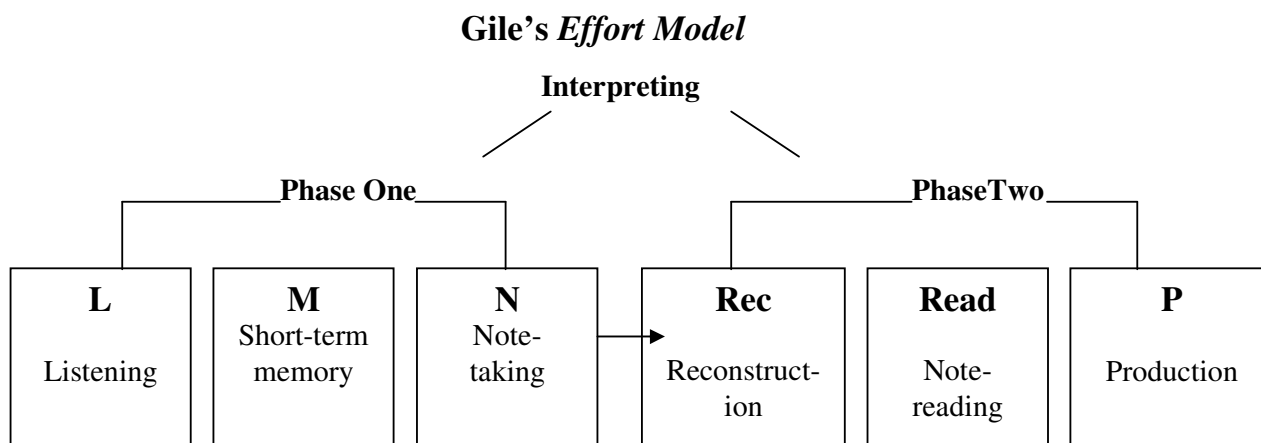 Gile’s Effort Model
Interpreting
Phase One
PhaseTwo
L
Listening
M
Short-term
memory
N
Note-
taking
Rec
Reconstruct-
ion
Read
Note-
reading
P
Production